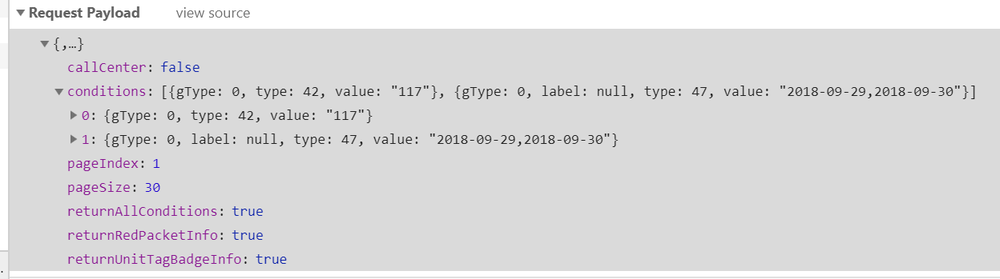 Request Payload view source
{,…}
callCenter: false
conditions: [{gType: 0, type: 42, value: "117"}, {gType: 0, label: null, type: 47, value: "2018-09-29,2018-09-30"}]
0: {gType: 0, type: 42, value: "117"}
1: {gType: 0, label: null, type: 47, value: "2018-09-29,2018-09-30"}
pageIndex: 1
pageSize: 30
returnAllConditions: true
returnRedPacketInfo: true
returnUnitTagBadgeInfo: true